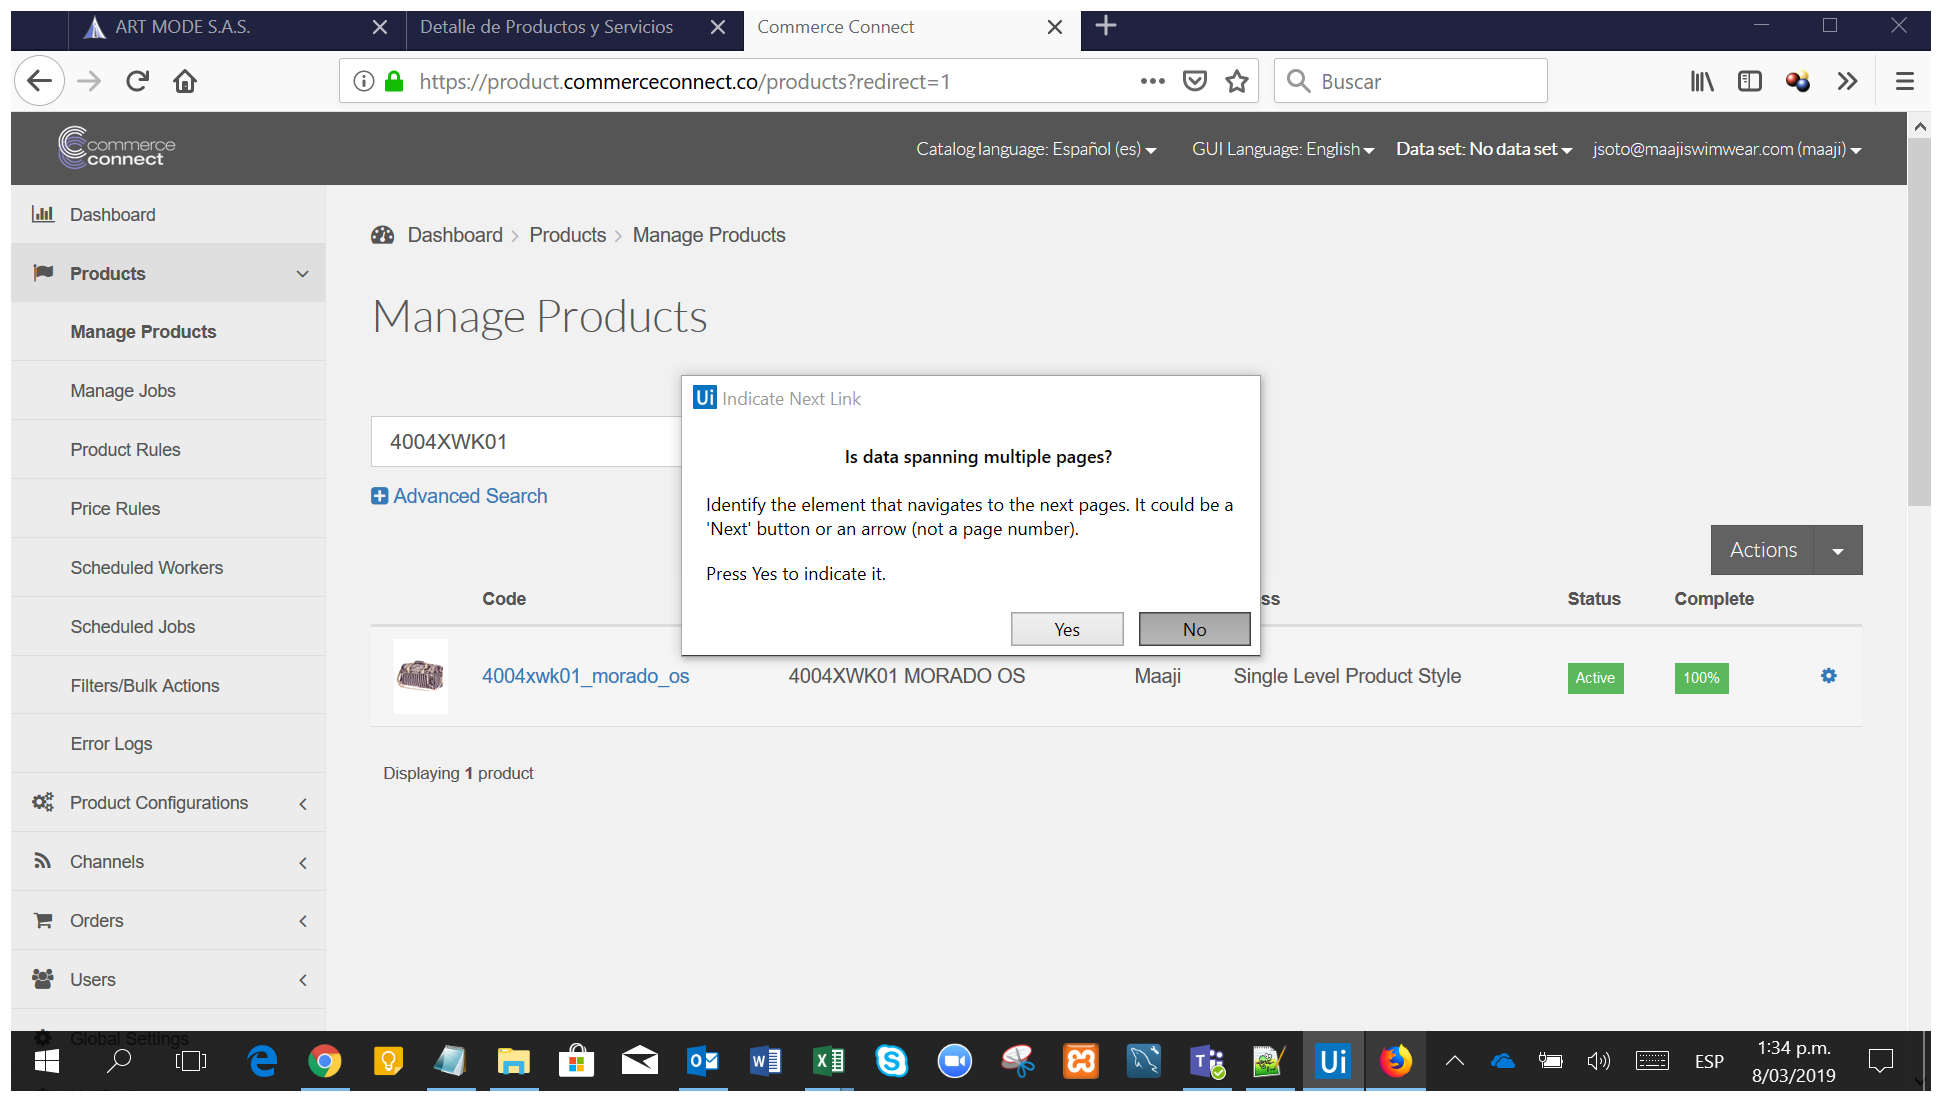 ART MODE S.A.S.
Detalle de Productos y Servicios
Commerce Connect
https://product.commerceconnect.co/products?redirect=1
Buscar
commerce
connect
Catalog language: Español (es)
GUI Language: English
Data set: No data set
jsoto@maajiswimwear.com (maaji)
Dashboard
Products
Manage Products
Manage Jobs
Product Rules
Price Rules
Scheduled Workers
Scheduled Jobs
Filters/Bulk Actions
Error Logs
Product Configurations
Channels
Orders
Users
Global Settings
Dashboard > Products > Manage Products
Manage Products
4004XWK01
Advanced Search
Ui Indicate Next Link
Is data spanning multiple pages?
Identify the element that navigates to the next pages. It could be a
'Next' button or an arrow (not a page number).
Press Yes to indicate it.
Yes No
Actions
Code ss Status Complete
4004xwk01_morado_os 4004XWK01 MORADO OS Maaji Single Level Product Style Active 100%
Displaying 1 product
Ui
ESP
1:34 p.m.
8/03/2019